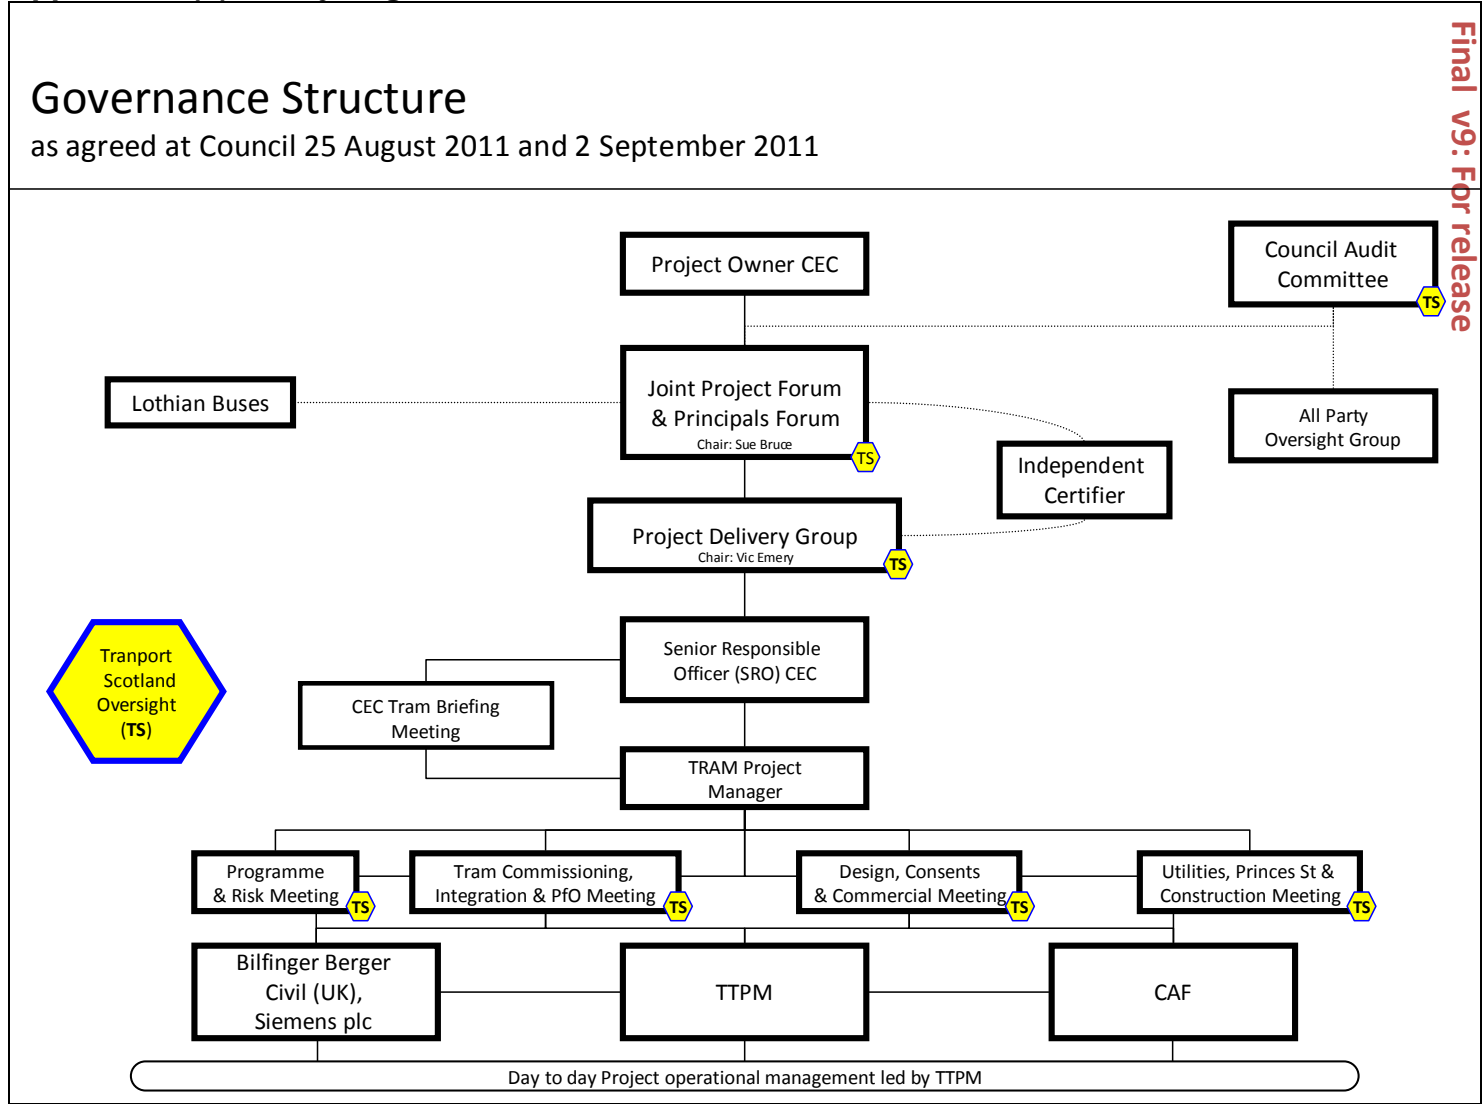 Governance Structure
as agreed at Council 25 August 2011 and 2 September 2011
Final v9: For release
Project Owner CEC
Council Audit
Committee
TS
Lothian Buses
Joint Project Forum
& Principals Forum
Chair: Sue Bruce
TS
All Party
Oversight Group
Independent
Certifier
Project Delivery Group
Chair: Vic Emery
TS
Tranport
Scotland
Oversight
(TS)
Senior Responsible
Officer (SRO) CEC
CEC Tram Briefing
Meeting
TRAM Project
Manager
Programme
& Risk Meeting
TS
Tram Commissioning,
Integration & PfO Meeting
TS
Design, Consents
& Commercial Meeting
TS
Utilities, Princes St &
Construction Meeting
TS
Bilfinger Berger
Civil (UK),
Siemens plc
TTPM
CAF
Day to day Project operational management led by TTPM